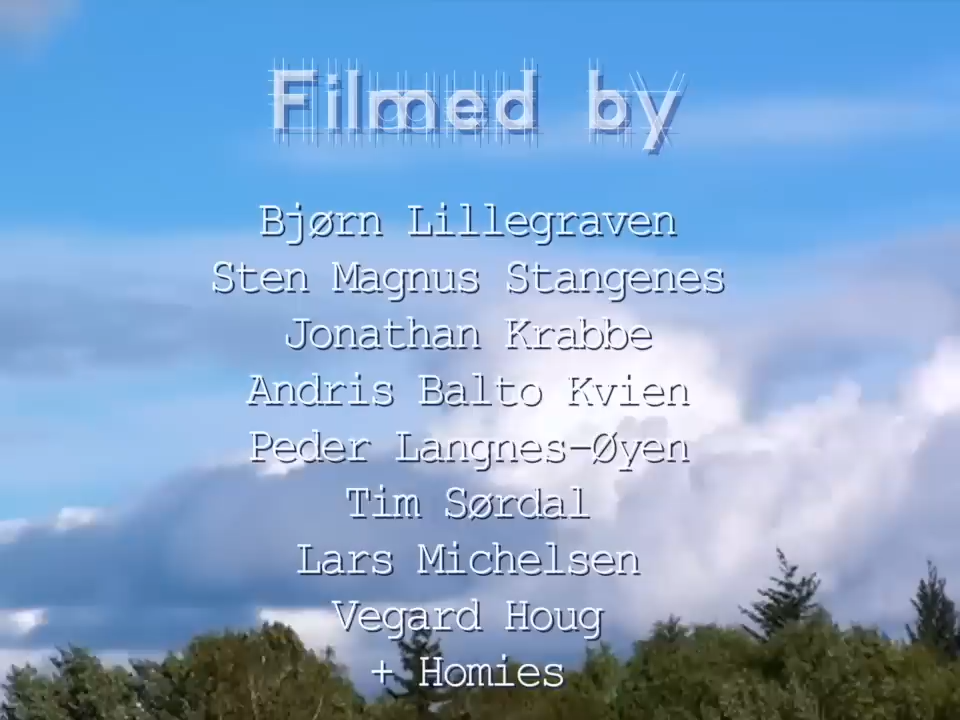 Filmed by
Bjørn Lillegraven
Sten Magnus Stangenes
Jonathan Krabbe
Andris Balto Kvien
Peder Langnes-Øyen
Tim Sørdal
Lars Michelsen
Vegard Houg
+ Homies